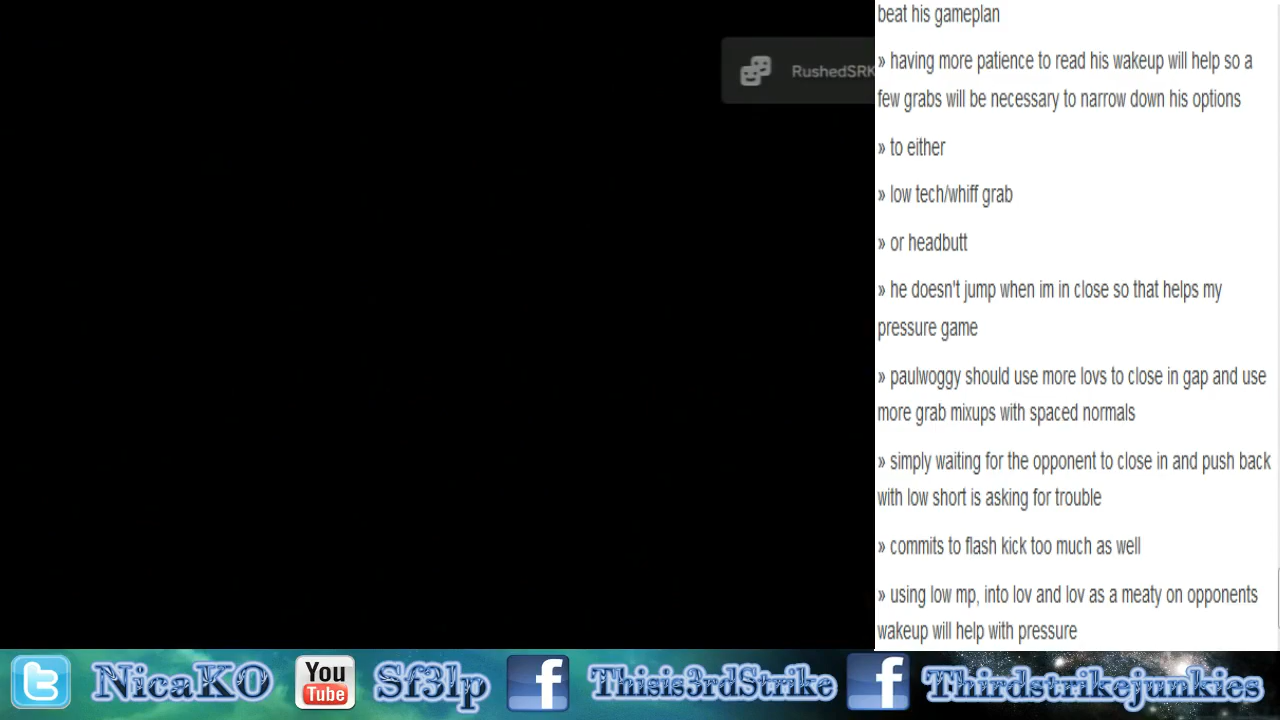 beat his gameplan
» having more patience to read his wakeup will help so a
few grabs will be necessary to narrow down his options
» to either
» low tech/whiff grab
» or headbutt
» he doesn't jump when im in close so that helps my
pressure game
» paulwoggy should use more lovs to close in gap and use
more grab mixups with spaced normals
» simply waiting for the opponent to close in and push back
with low short is asking for trouble
» commits to flash kick too much as well
» using low mp, into lov and lov as a meaty on opponents
wakeup will help with pressure
RushedSRK
NicaKO You Tube Sf3lp Thisis3rdStrike Thirdstrikejunkies